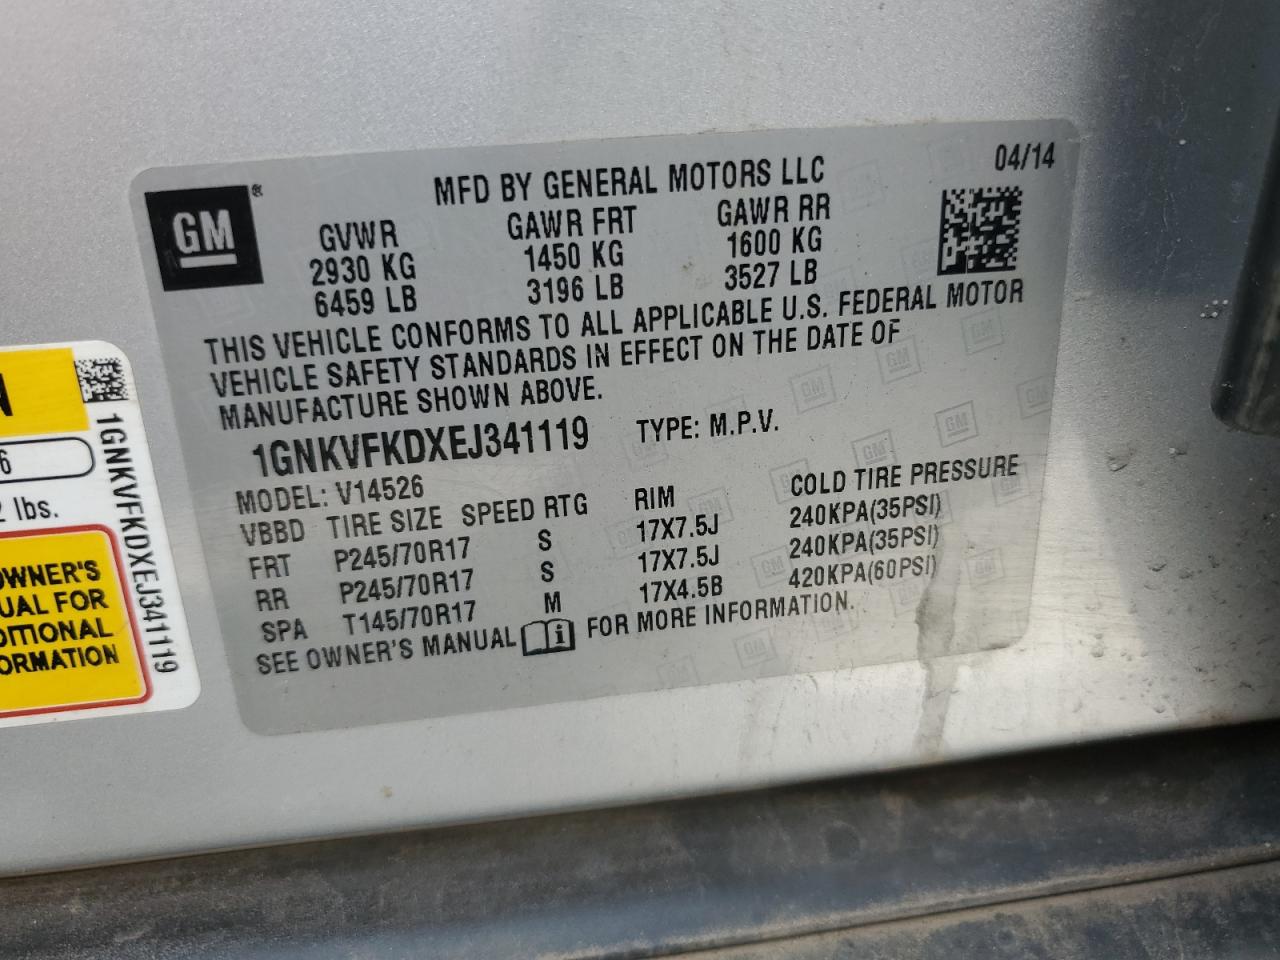 GM®
MFD BY GENERAL MOTORS LLC
04/14
GVWR GAWR FRT GAWR RR
2930 KG 1450 KG 1600 KG
6459 LB 3196 LB 3527 LB
THIS VEHICLE CONFORMS TO ALL APPLICABLE U.S. FEDERAL MOTOR
VEHICLE SAFETY STANDARDS IN EFFECT ON THE DATE OF
MANUFACTURE SHOWN ABOVE.
1GNKVFKDXEJ341119 TYPE: M.P.V.
MODEL: V14526
VBBD TIRE SIZE SPEED RTG RIM COLD TIRE PRESSURE
FRT P245/70R17 S 17X7.5J 240KPA(35PSI)
RR P245/70R17 S 17X7.5J 240KPA(35PSI)
SPA T145/70R17 M 17X4.5B 420KPA(60PSI)
SEE OWNER'S MANUAL i FOR MORE INFORMATION.
N
6
2 lbs.
OWNER'S
UAL FOR
DITIONAL
ORMATION
1GNKVFKDXEJ341119